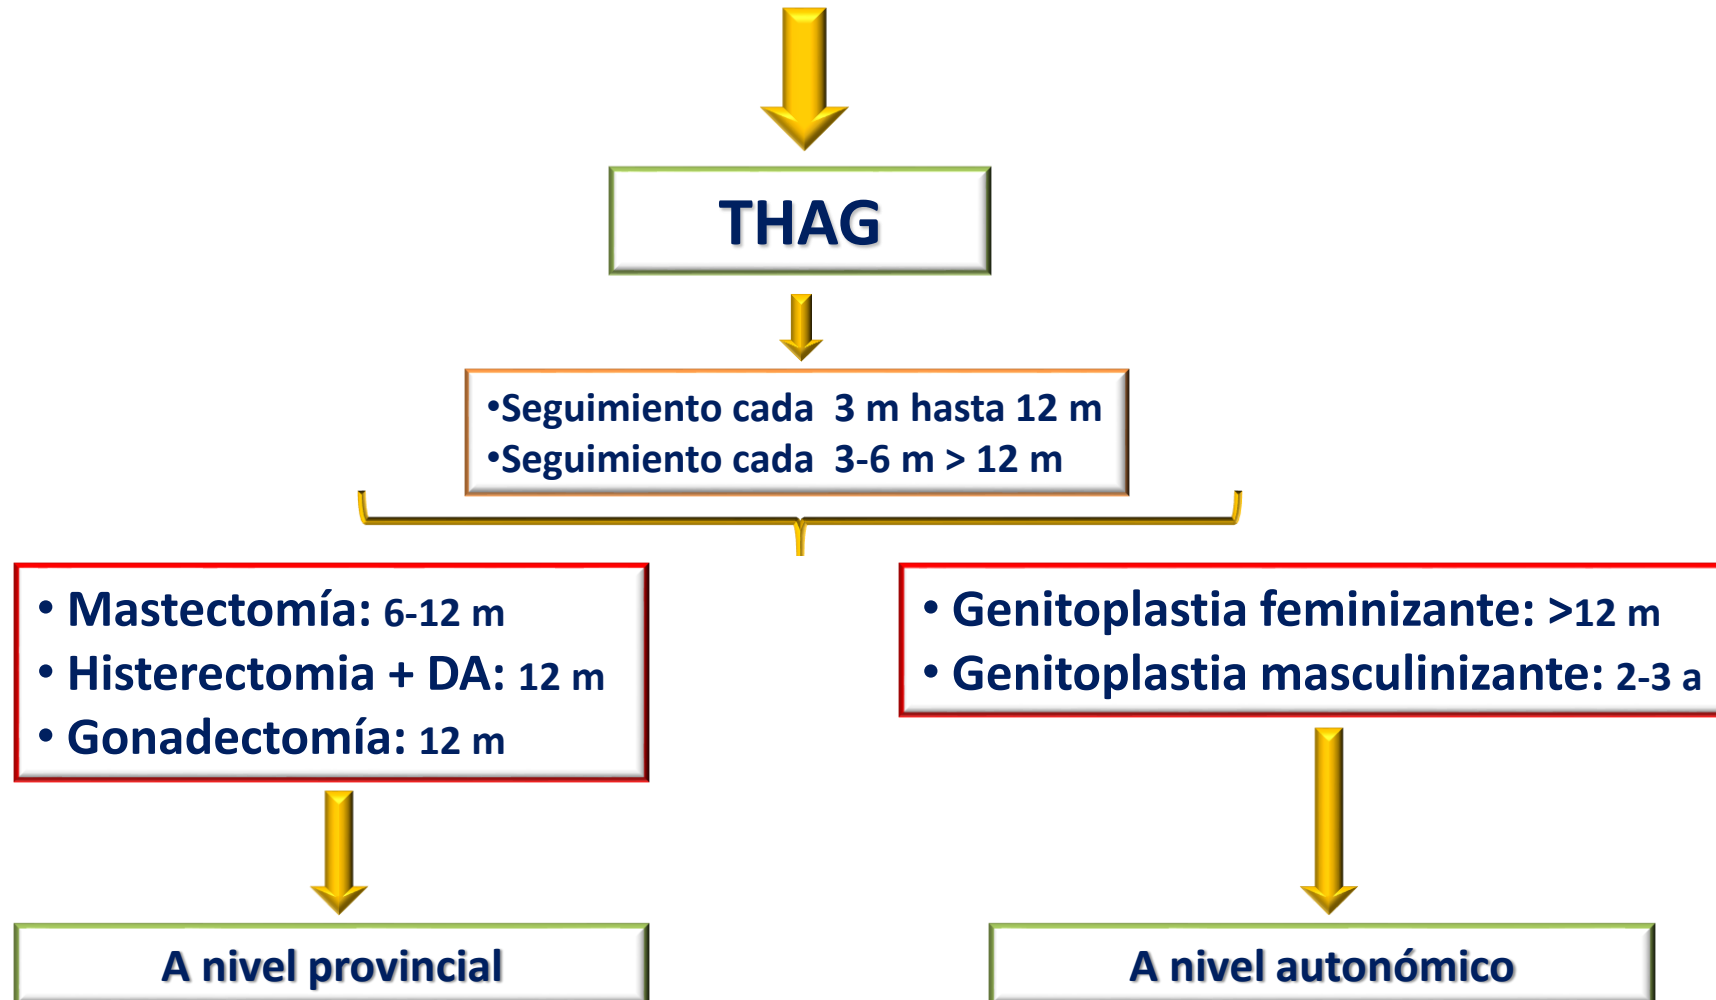 THAG
•Seguimiento cada 3 m hasta 12 m
•Seguimiento cada 3-6 m > 12 m
• Mastectomía: 6-12 m
• Histerectomia + DA: 12 m
• Gonadectomía: 12 m
• Genitoplastia feminizante: >12 m
• Genitoplastia masculinizante: 2-3 a
A nivel provincial
A nivel autonómico